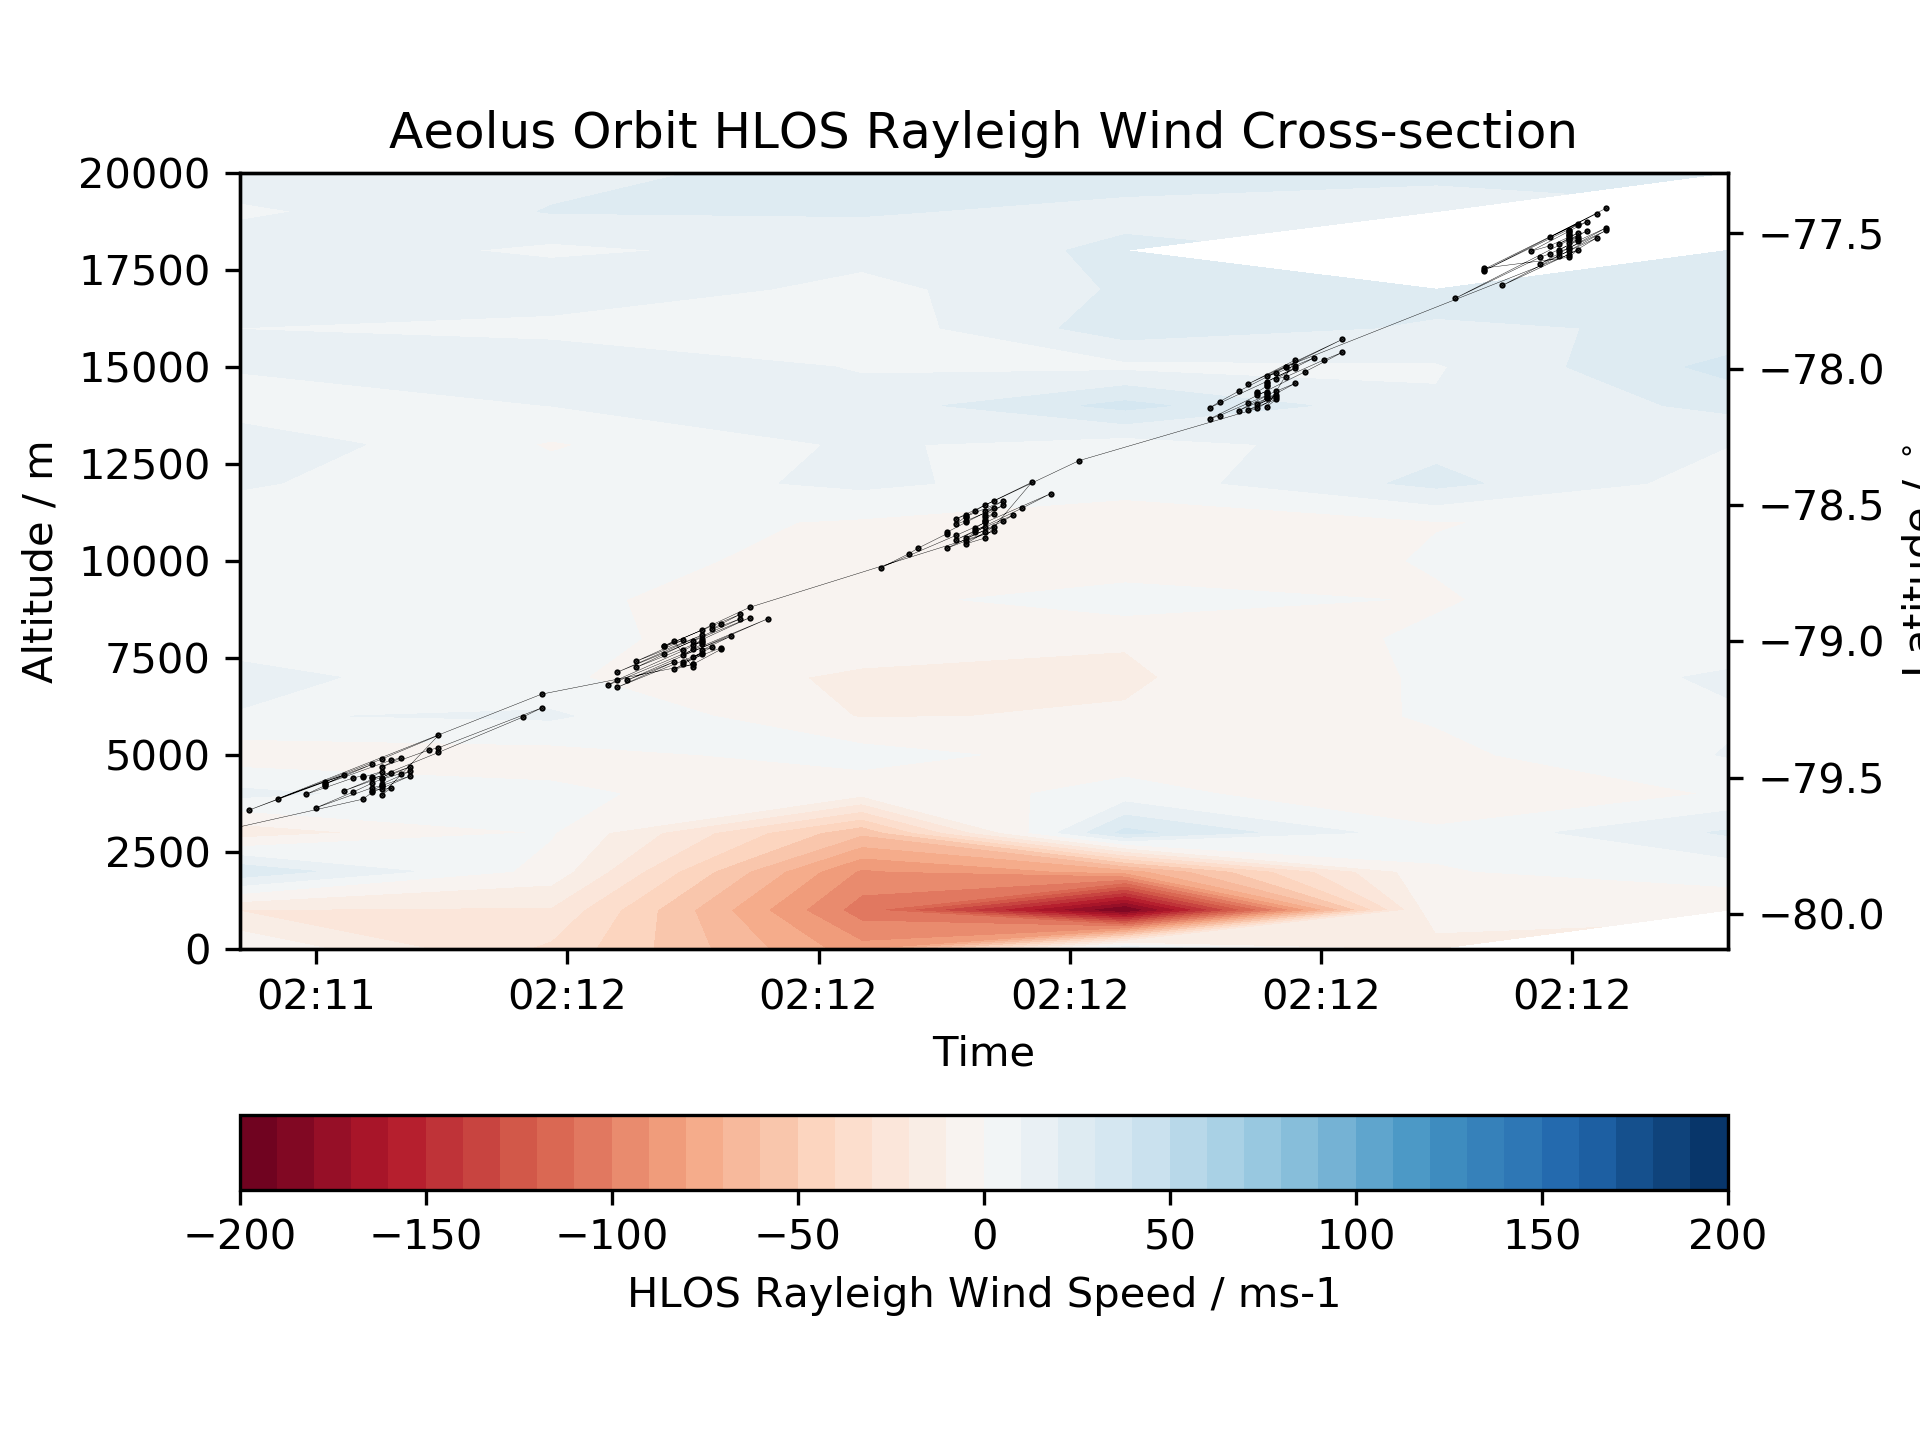 Aeolus Orbit HLOS Rayleigh Wind Cross-section
20000
17500
15000
12500
10000
7500
5000
2500
0
Altitude / m
−77.5
−78.0
−78.5
−79.0
−79.5
−80.0
Latitude / °
02:11 02:12 02:12 02:12 02:12 02:12
Time
−200 −150 −100 −50 0 50 100 150 200
HLOS Rayleigh Wind Speed / ms-1